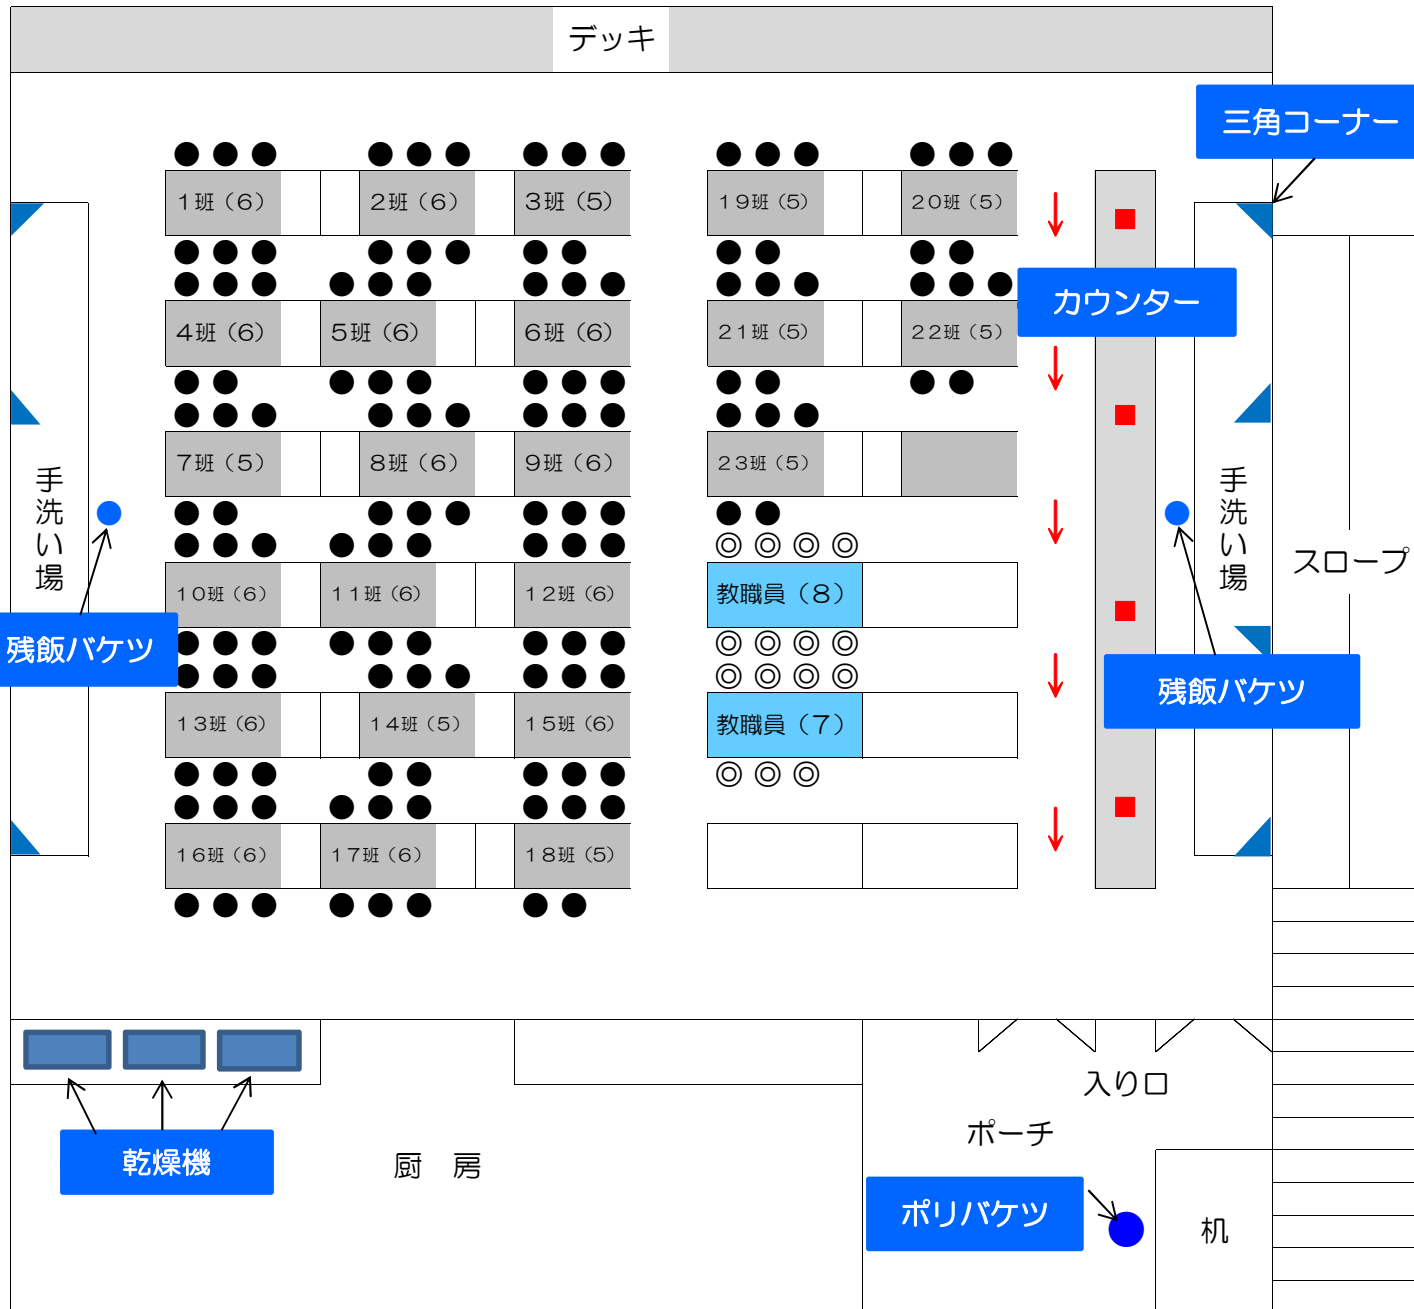 デッキ
三角コーナー
1班（6）
2班（6）
3班（5）
19班（5）
20班（5）
カウンター
4班（6）
5班（6）
6班（6）
21班（5）
22班（5）
7班（5）
8班（6）
9班（6）
23班（5）
手洗い場
手洗い場
スロープ
10班（6）
11班（6）
12班（6）
教職員（8）
残飯バケツ
残飯バケツ
13班（6）
14班（5）
15班（6）
教職員（7）
16班（6）
17班（6）
18班（5）
入り口
ポーチ
乾燥機
厨　房
ポリバケツ
机